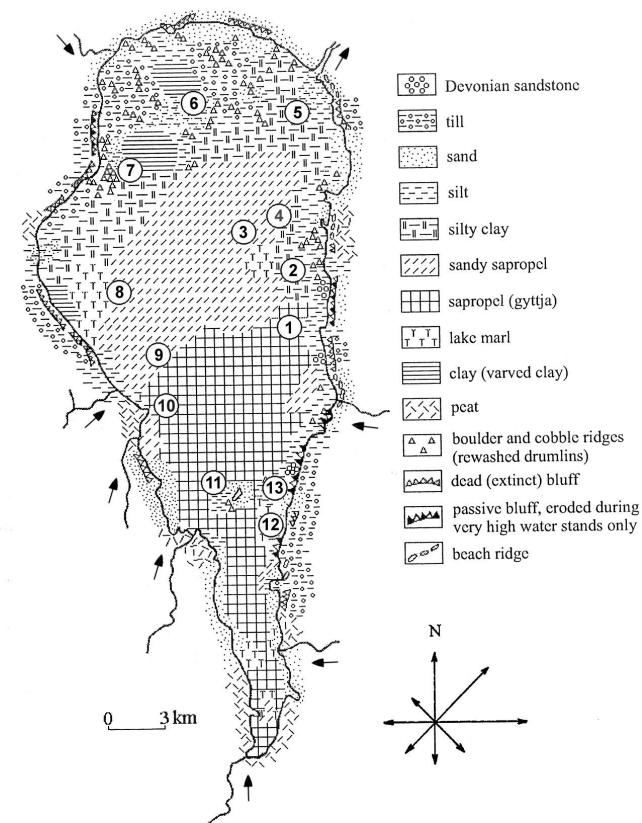 6
5
7
4
3
2
8
1
9
10
11
13
12
Devonian sandstone
till
sand
silt
silty clay
sandy sapropel
sapropel (gyttja)
lake marl
clay (varved clay)
peat
boulder and cobble ridges
(rewashed drumlins)
dead (extinct) bluff
passive bluff, eroded during
very high water stands only
beach ridge
N
0 3 km